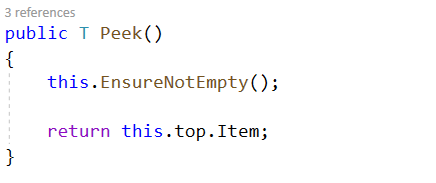 3 references
public T Peek()
{
this.EnsureNotEmpty();
return this.top.Item;
}